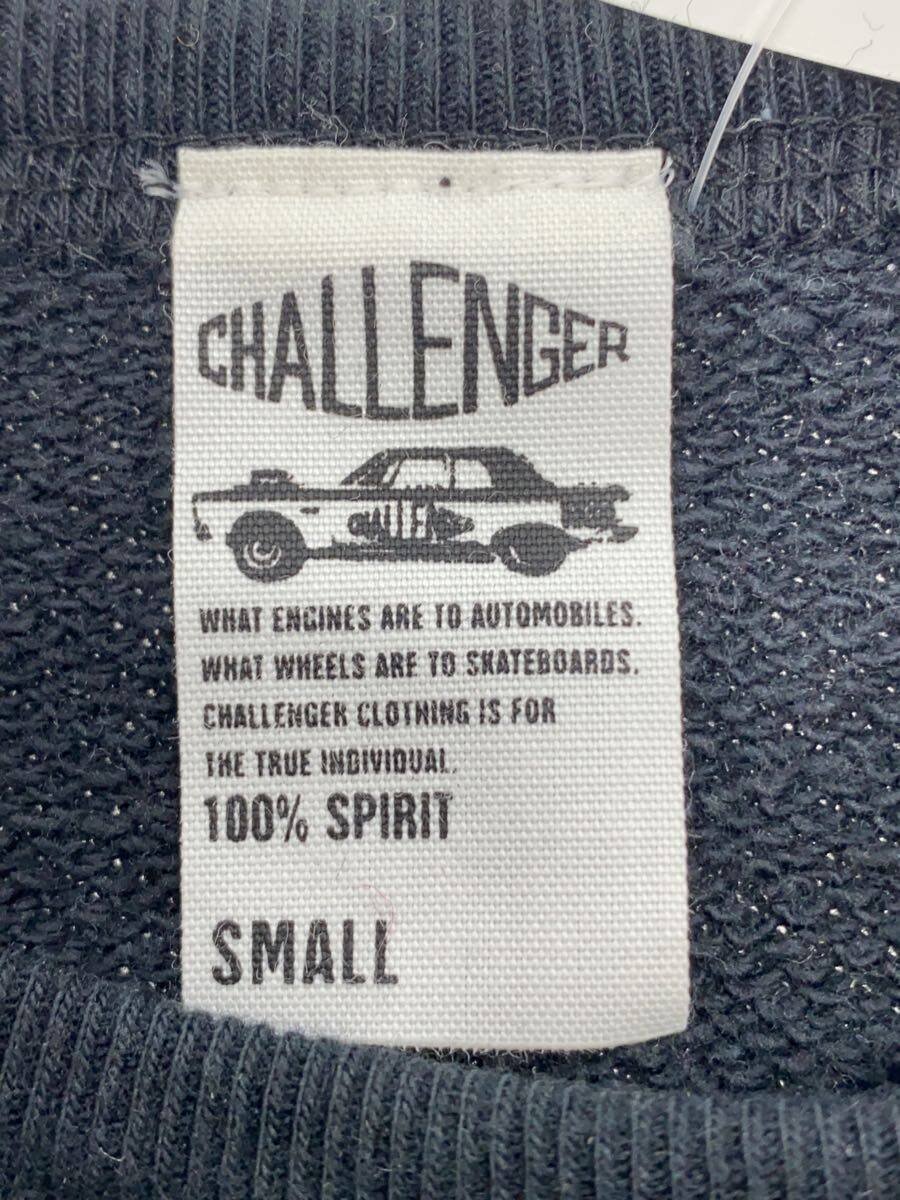 CHALLENGER
WHAT ENGINES ARE TO AUTOMOBILES.
WHAT WHEELS ARE TO SKATEBOARDS.
CHALLENGER CLOTHING IS FOR
THE TRUE INDIVIDUAL.
100% SPIRIT
SMALL